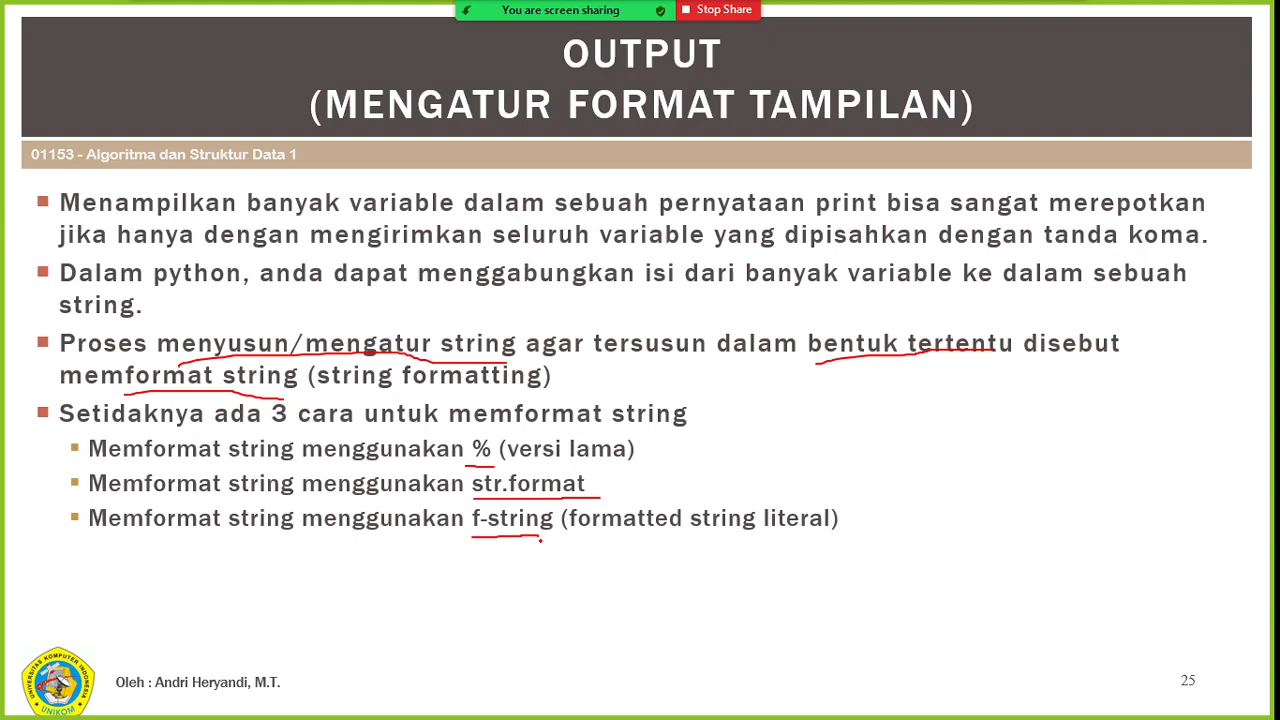 You are screen sharing
Stop Share
OUTPUT
(MENGATUR FORMAT TAMPILAN)
01153 - Algoritma dan Struktur Data 1
Menampilkan banyak variable dalam sebuah pernyataan print bisa sangat merepotkan
jika hanya dengan mengirimkan seluruh variable yang dipisahkan dengan tanda koma.
Dalam python, anda dapat menggabungkan isi dari banyak variable ke dalam sebuah
string.
Proses menyusun/mengatur string agar tersusun dalam bentuk tertentu disebut
memformat string (string formatting)
Setidaknya ada 3 cara untuk memformat string
Memformat string menggunakan % (versi lama)
Memformat string menggunakan str.format
Memformat string menggunakan f-string (formatted string literal)
UNIVERSITAS KOMPUTER INDONESIA
UNIKOM
Oleh : Andri Heryandi, M.T.
25